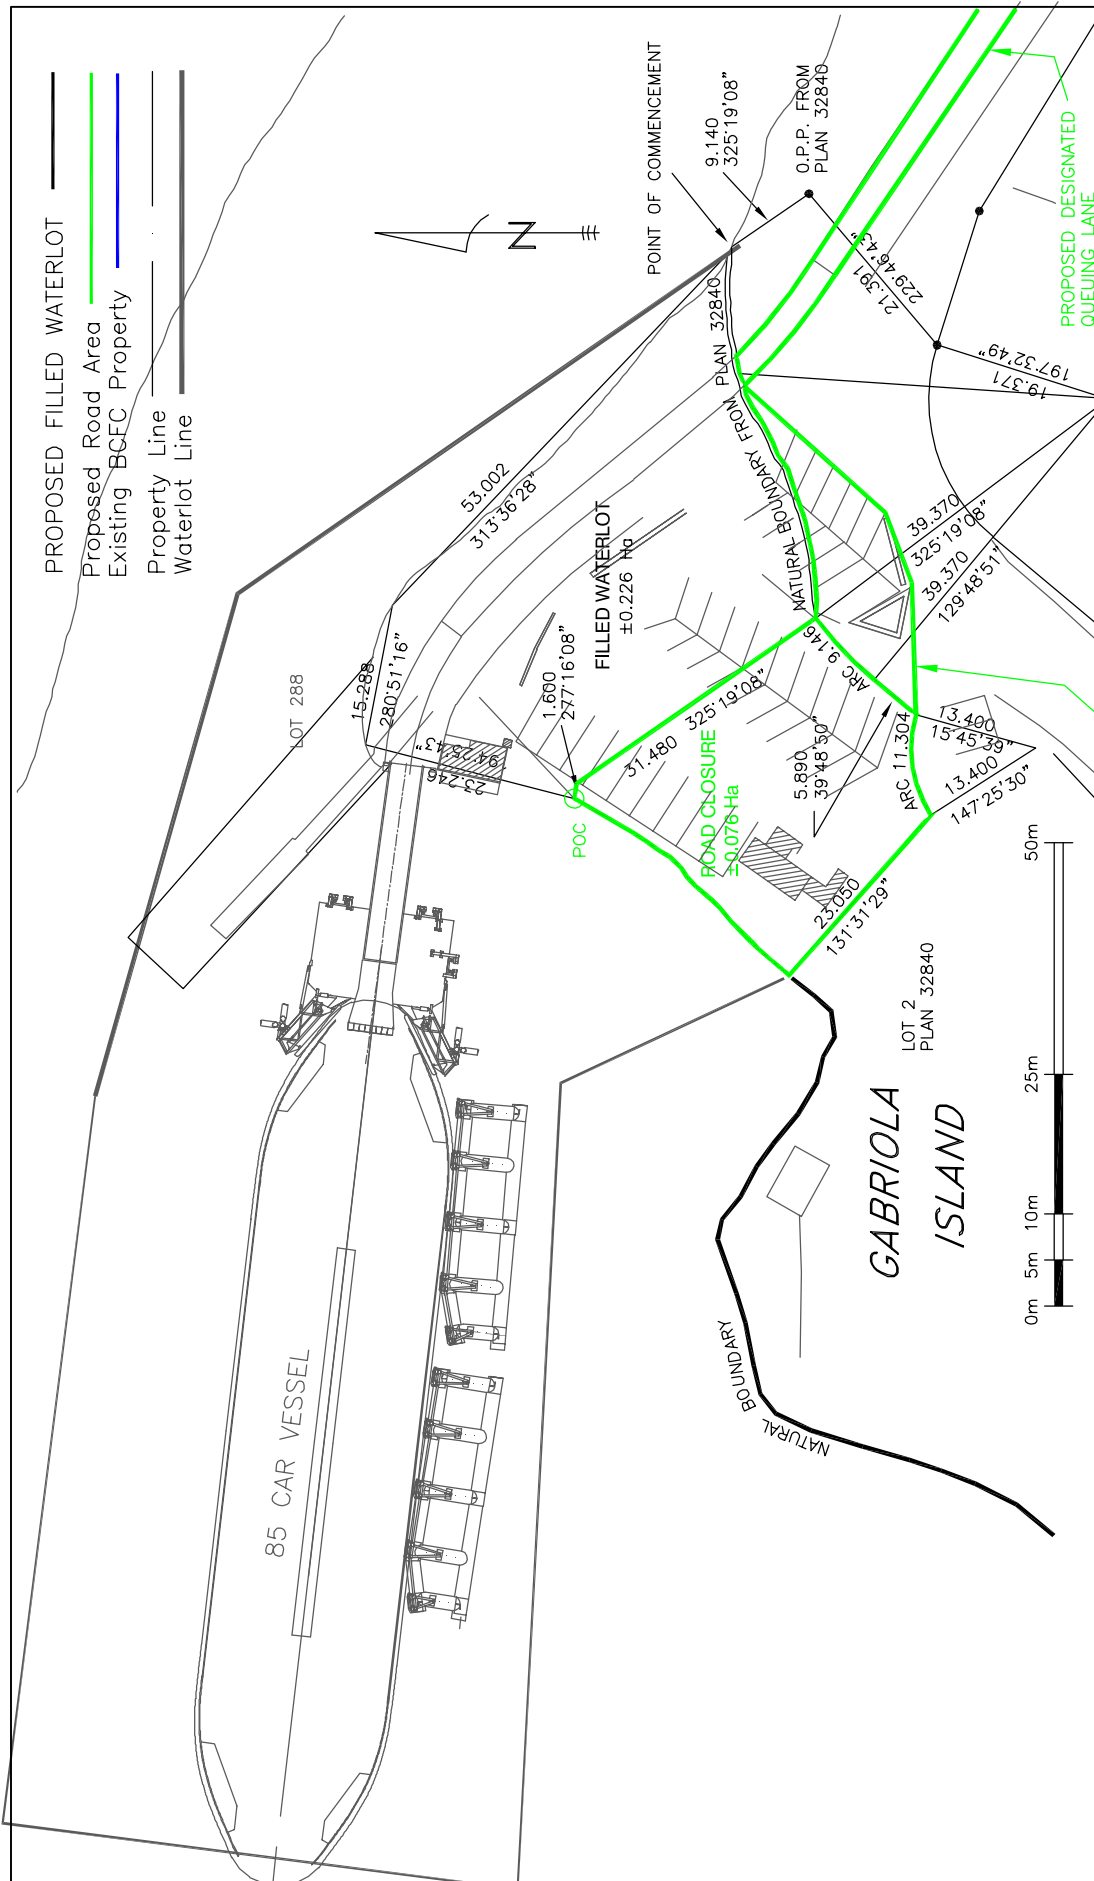 PROPOSED FILLED WATERLOT
Proposed Road Area
Existing BCFC Property
Property Line
Waterlot Line
N
POINT OF COMMENCEMENT
9.140
325°19'08"
O.P.P. FROM
PLAN 32840
PROPOSED DESIGNATED
QUEUING LANE
21.391
229°46'43"
19.371
197°32'49"
53.002
313°36'28"
NATURAL BOUNDARY FROM PLAN 32840
39.370
325°19'08"
39.370
129°48'51"
FILLED WATERLOT
±0.226 Ha
15.288
280°51'16"
LOT 288
23.246
194°25'43"
1.600
277°16'08"
POC
31.480 325°19'08"
ARC 9.146
ROAD CLOSURE
±0.076 Ha
5.890
39°48'50"
ARC 11.304
13.400
15°45'39"
13.400
147°25'30"
23.050
131°31'29"
LOT 2
PLAN 32840
GABRIOLA
ISLAND
0m 5m 10m 25m 50m
NATURAL BOUNDARY
85 CAR VESSEL